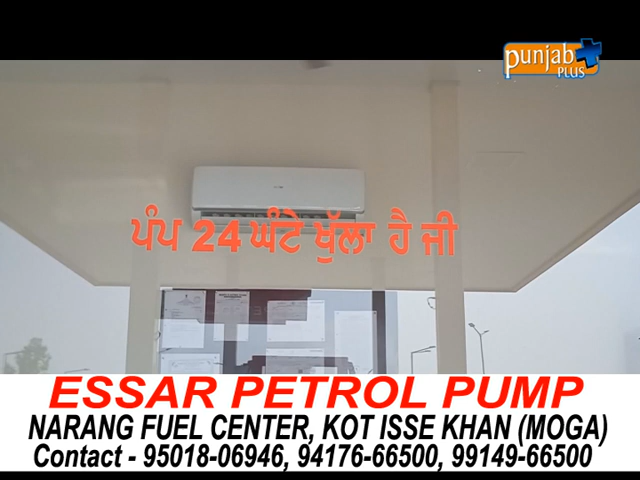 punjab
PLUS
ਪੰਪ 24 ਘੰਟੇ ਖੁੱਲਾ ਹੈ ਜੀ
ESSAR PETROL PUMP
NARANG FUEL CENTER, KOT ISSE KHAN (MOGA)
Contact - 95018-06946, 94176-66500, 99149-66500